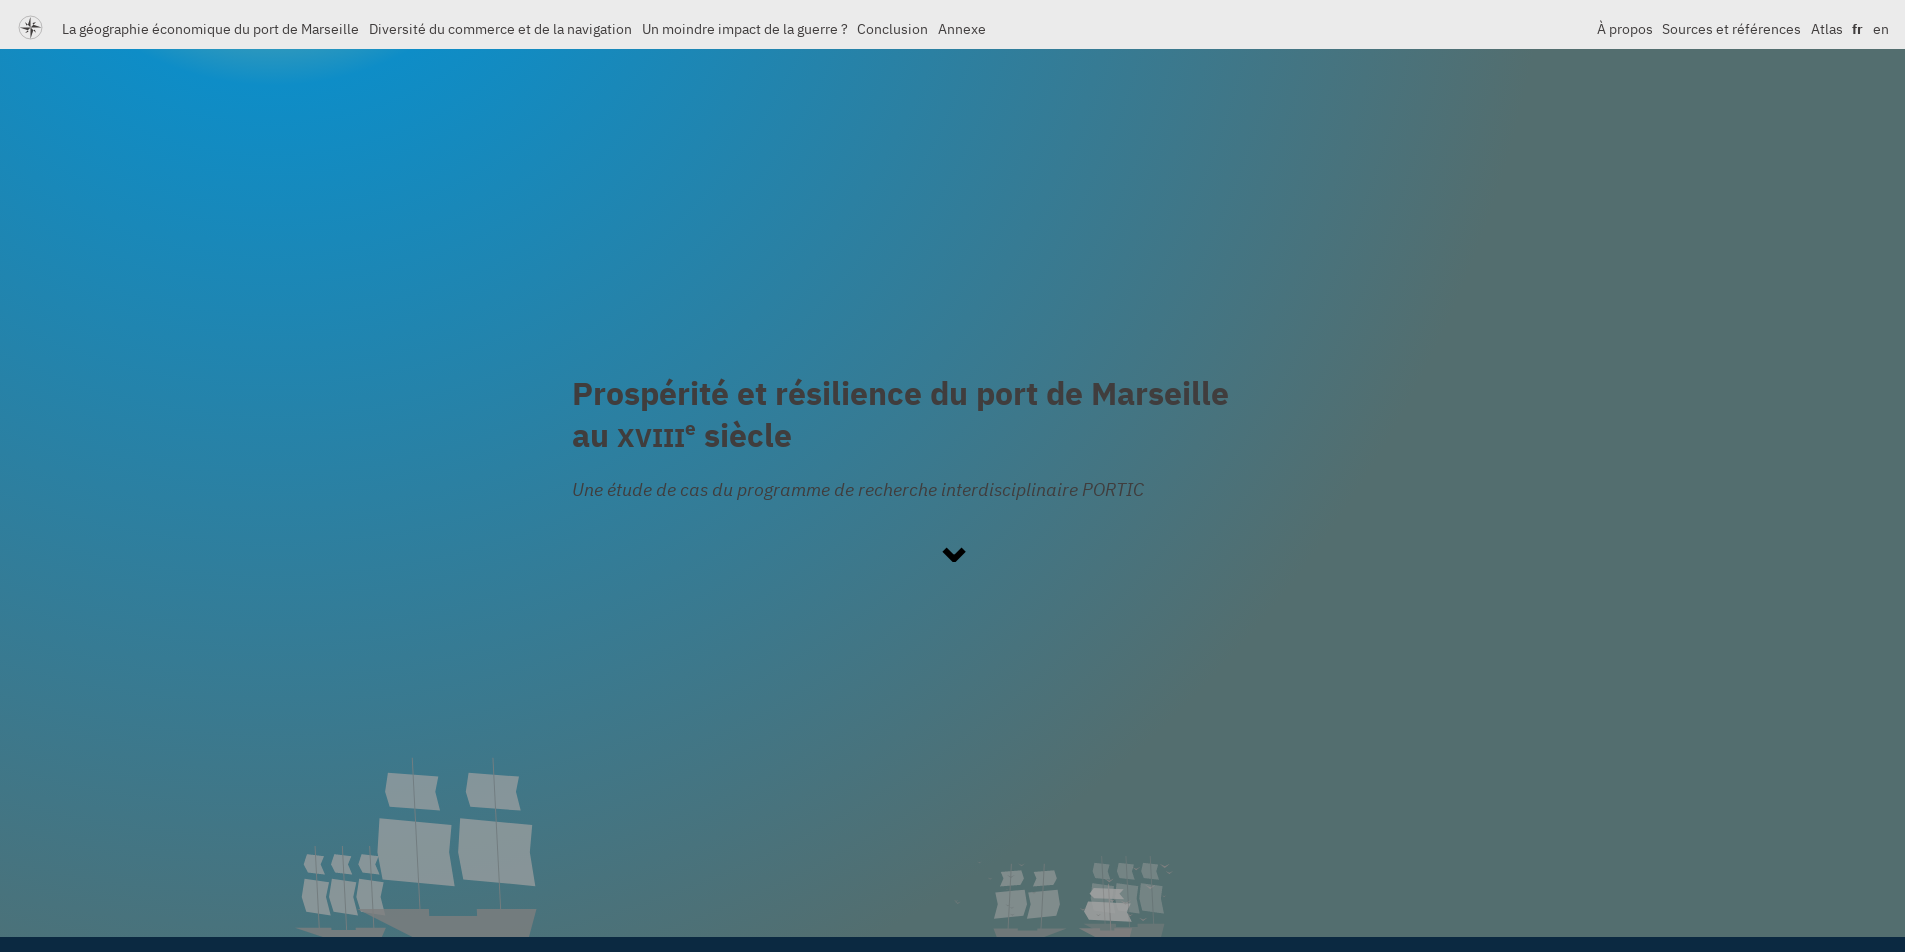 La géographie économique du port de Marseille Diversité du commerce et de la navigation Un moindre impact de la guerre ? Conclusion Annexe À propos Sources et références Atlas fr en
Prospérité et résilience du port de Marseille
au XVIIIe siècle
Une étude de cas du programme de recherche interdisciplinaire PORTIC